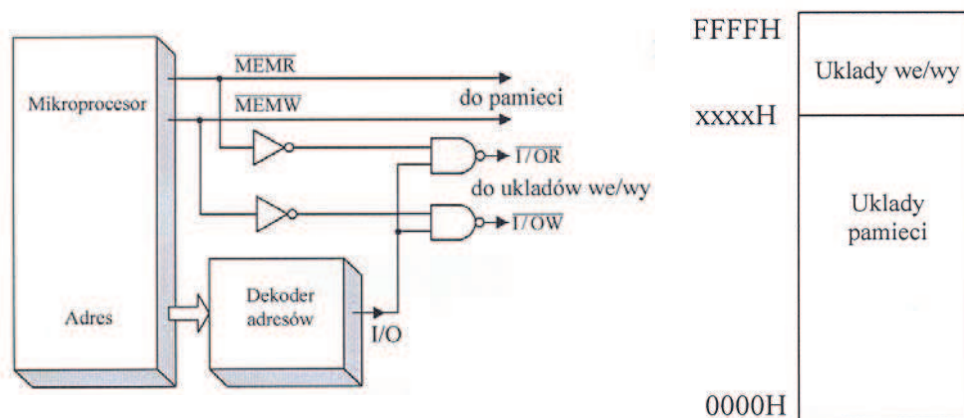 Mikroprocesor
Adres
MEMR
MEMW
do pamieci
I/OR
do ukladów we/wy
I/OW
Dekoder
adresów
I/O
FFFFH
Uklady we/wy
xxxxH
Uklady
pamieci
0000H